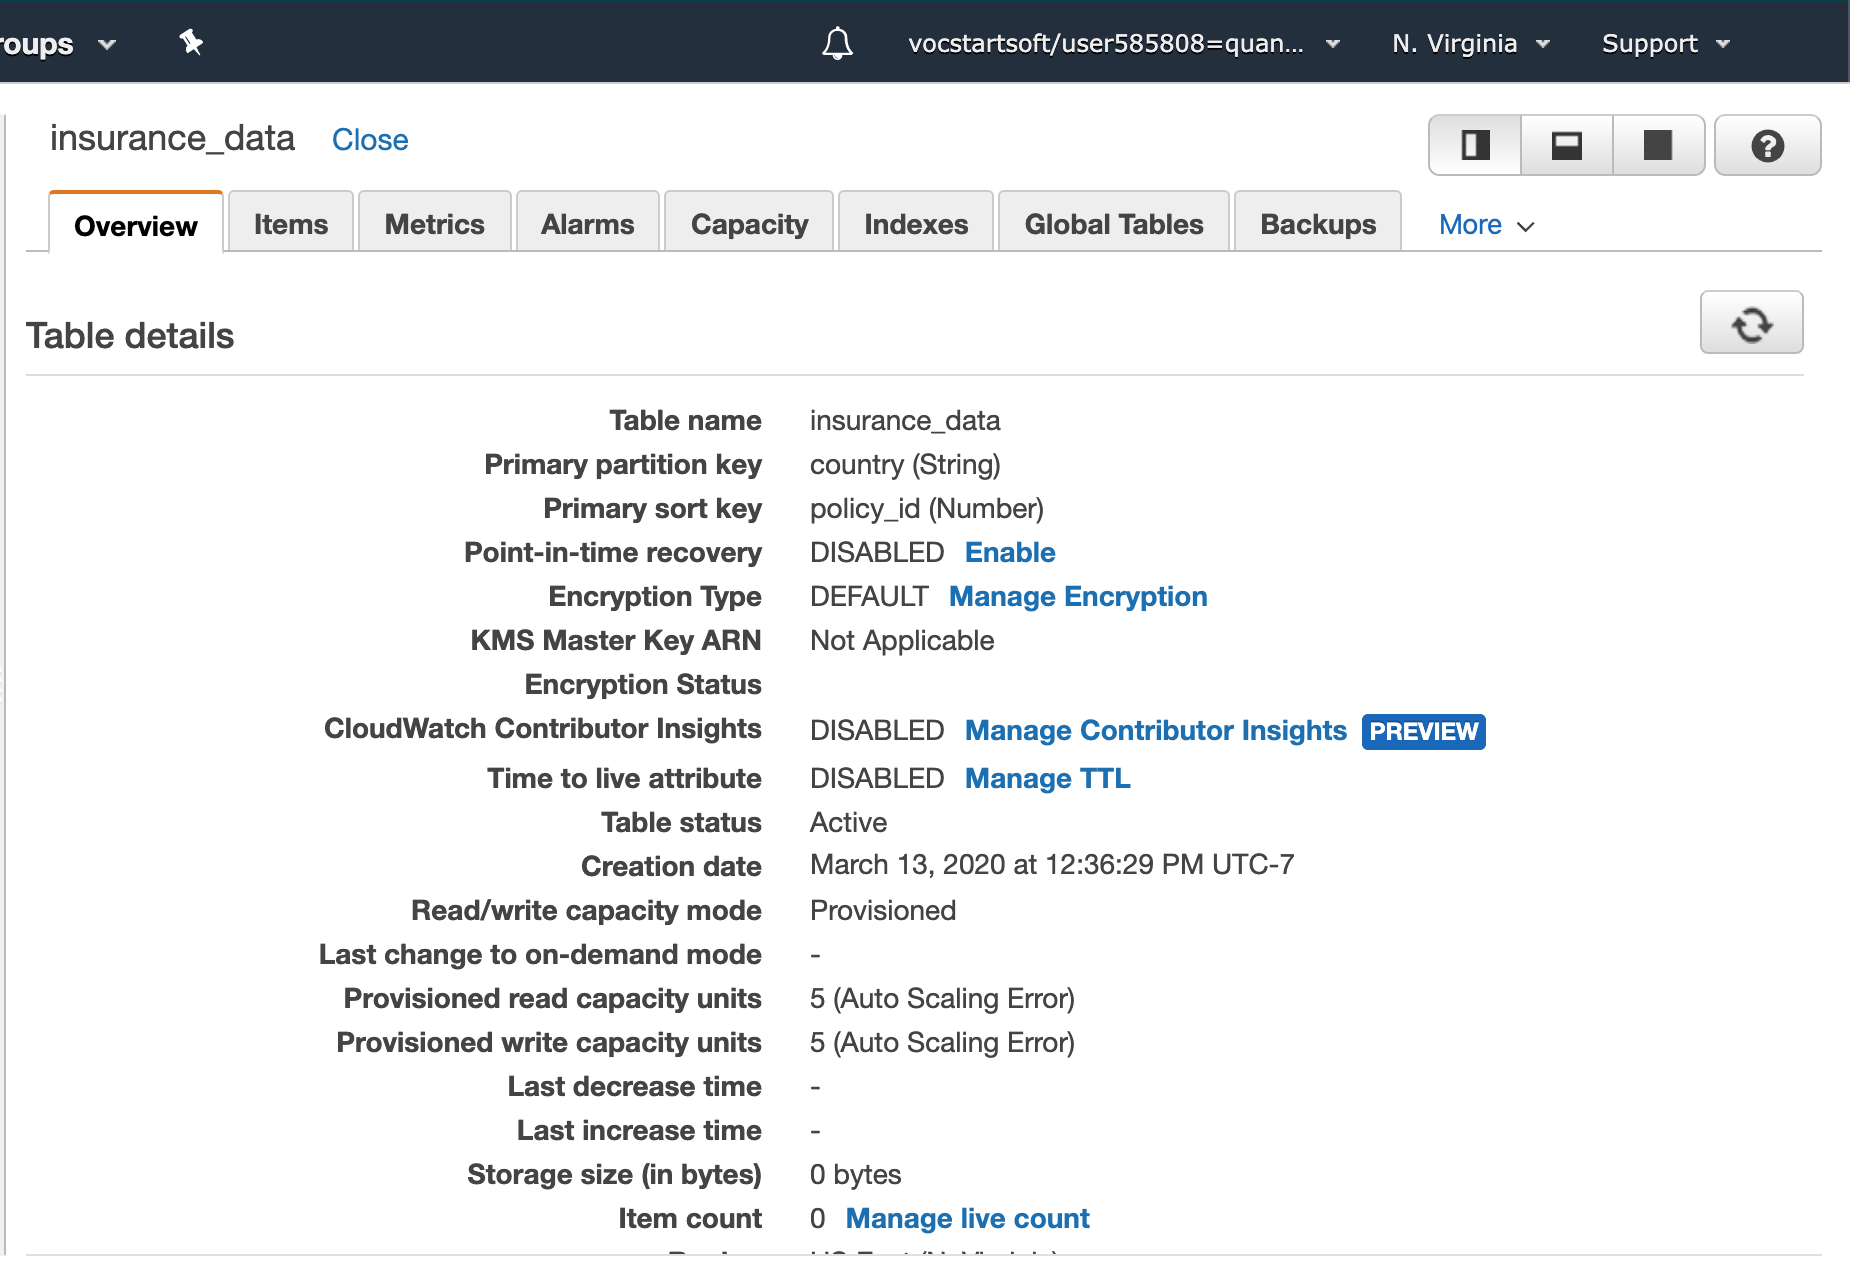 roups
vocstartsoft/user585808=quan... N. Virginia Support
insurance_data Close
Overview Items Metrics Alarms Capacity Indexes Global Tables Backups More
Table details
Table name insurance_data
Primary partition key country (String)
Primary sort key policy_id (Number)
Point-in-time recovery DISABLED Enable
Encryption Type DEFAULT Manage Encryption
KMS Master Key ARN Not Applicable
Encryption Status
CloudWatch Contributor Insights DISABLED Manage Contributor Insights PREVIEW
Time to live attribute DISABLED Manage TTL
Table status Active
Creation date March 13, 2020 at 12:36:29 PM UTC-7
Read/write capacity mode Provisioned
Last change to on-demand mode -
Provisioned read capacity units 5 (Auto Scaling Error)
Provisioned write capacity units 5 (Auto Scaling Error)
Last decrease time -
Last increase time -
Storage size (in bytes) 0 bytes
Item count 0 Manage live count